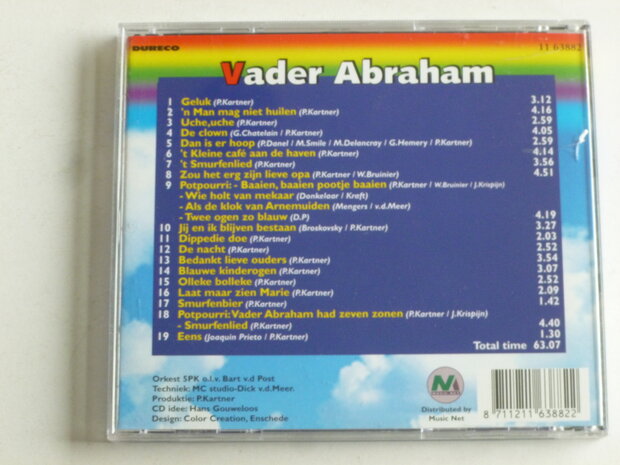 DURECO
11 63882
Vader Abraham
1 Geluk (P.Kartner) 3.12
2 'n Man mag niet huilen (P.Kartner) 4.16
3 Uche,uche (P.Kartner) 2.59
4 De clown (G.Chatelain / P.Kartner) 4.05
5 Dan is er hoop (P.Danel / M.Smile / M.Delancray / G.Hemery / P.Kartner) 2.59
6 't Kleine café aan de haven (P.Kartner) 4.14
7 't Smurfenlied (P.Kartner) 3.56
8 Zou het erg zijn lieve opa (P.Kartner / W.Bruinier) 4.51
9 Potpourri: - Baaien, baaien pootje baaien (P.Kartner / W.Bruinier / J.Krispijn)
- Wie holt van mekaar (Donkelaar / Kraft)
- Als de klok van Arnemuiden (Mengers / v.d.Meer)
- Twee ogen zo blauw (D.P) 4.19
10 Jij en ik blijven bestaan (Broskovsky / P.Kartner) 3.27
11 Dippedie doe (P.Kartner) 2.03
12 De nacht (P.Kartner) 2.52
13 Bedankt lieve ouders (P.Kartner) 3.54
14 Blauwe kinderogen (P.Kartner) 3.07
15 Olleke bolleke (P.Kartner) 2.52
16 Laat maar zien Marie (P.Kartner) 2.09
17 Smurfenbier (P.Kartner) 1.42
18 Potpourri: Vader Abraham had zeven zonen (P.Kartner / J.Krispijn)
- Smurfenlied (P.Kartner) 4.40
19 Eens (Joaquin Prieto / P.Kartner) 1.30
Total time 63.07
Orkest SPK o.l.v. Bart v.d Post
Techniek: MC studio-Dick v.d.Meer.
Produktie: P.Kartner
CD idee: Hans Gouweloos
Design: Color Creation, Enschede
MUSIC NET
Distributed by
Music Net
8 711211 638822